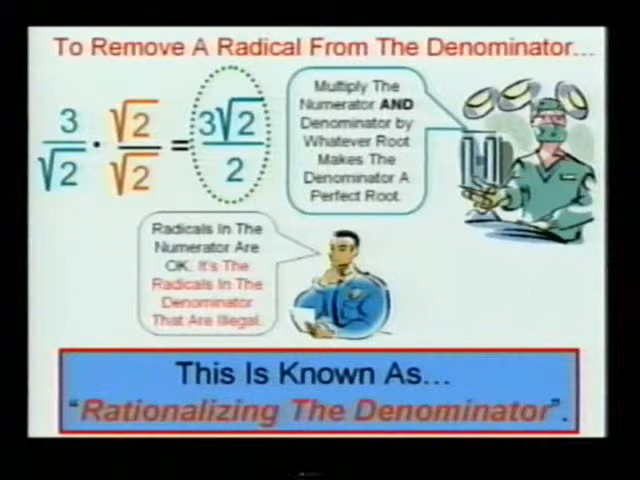 To Remove A Radical From The Denominator...
3/√2 · √2/√2 = 3√2/2
Multiply The
Numerator AND
Denominator by
Whatever Root
Makes The
Denominator A
Perfect Root.
Radicals In The
Numerator Are
OK. It's The
Radicals In The
Denominator
That Are Illegal.
This Is Known As...
"Rationalizing The Denominator".